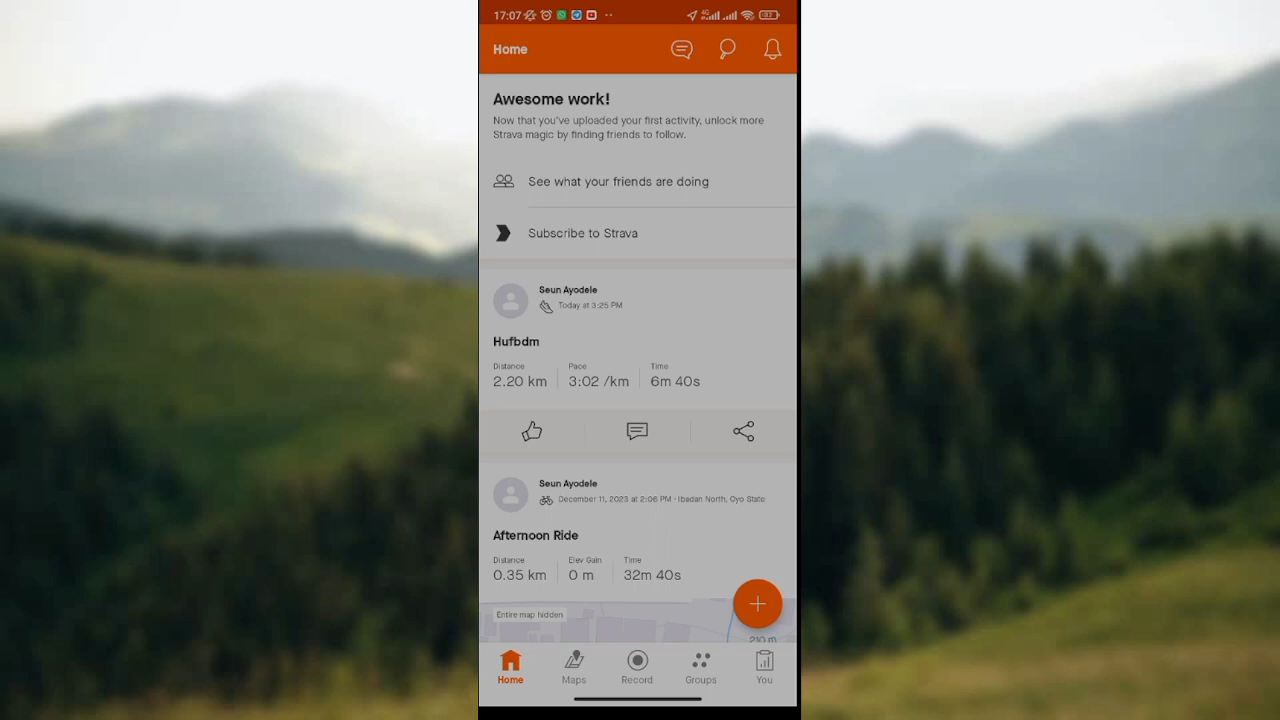 17:07
Home
Awesome work!
Now that you've uploaded your first activity, unlock more
Strava magic by finding friends to follow.
See what your friends are doing
Subscribe to Strava
Seun Ayodele
Today at 3:25 PM
Hufbdm
Distance Pace Time
2.20 km 3:02 /km 6m 40s
Seun Ayodele
December 11, 2023 at 2:06 PM · Ibadan North, Oyo State
Afternoon Ride
Distance Elev Gain Time
0.35 km 0 m 32m 40s
Entire map hidden
210 m
Home Maps Record Groups You